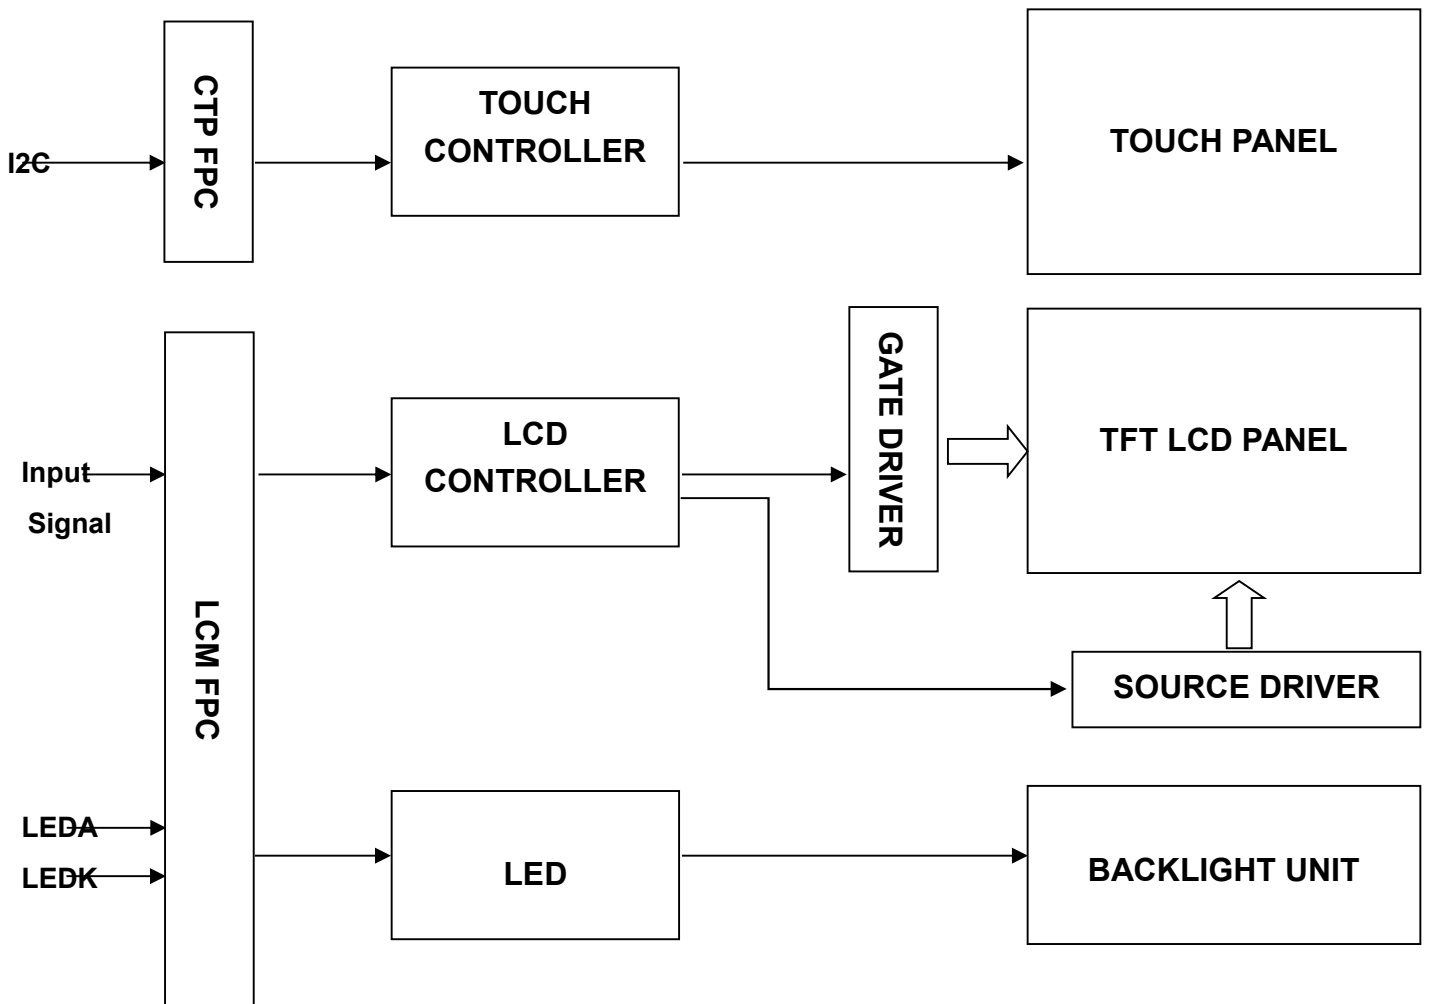 I2C
CTP FPC
TOUCH
CONTROLLER
TOUCH PANEL
Input
Signal
LCM FPC
LCD
CONTROLLER
GATE DRIVER
TFT LCD PANEL
SOURCE DRIVER
LEDA
LEDK
LED
BACKLIGHT UNIT